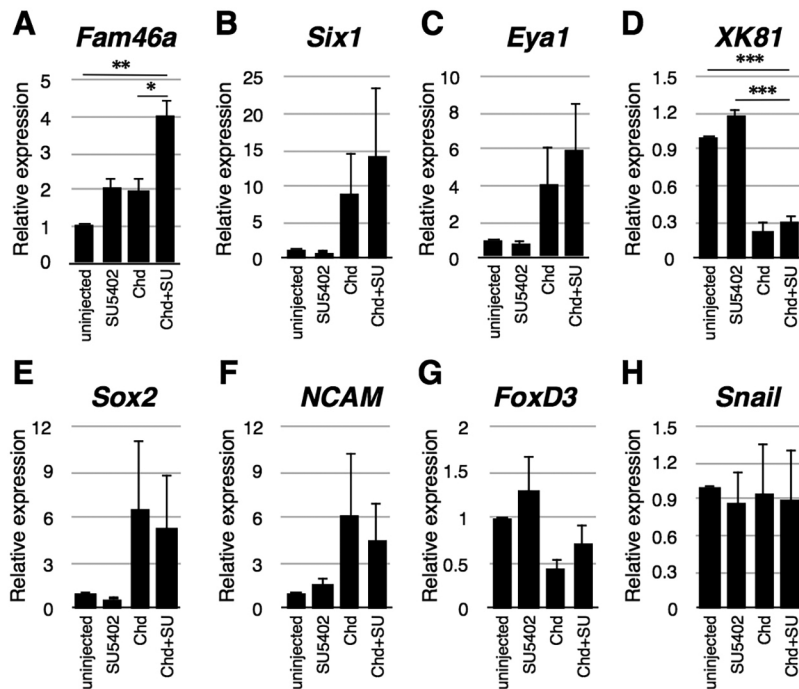 A Fam46a
B Six1
C Eya1
D XK81
** 
*
***
***
Relative expression
5
4
3
2
1
0
Relative expression
25
20
15
10
5
0
Relative expression
10
8
6
4
2
0
Relative expression
1.5
1.2
0.9
0.6
0.3
0
uninjected
SU5402
Chd
Chd+SU
uninjected
SU5402
Chd
Chd+SU
uninjected
SU5402
Chd
Chd+SU
uninjected
SU5402
Chd
Chd+SU
E Sox2
F NCAM
G FoxD3
H Snail
Relative expression
12
9
6
3
0
Relative expression
12
9
6
3
0
Relative expression
2
1.5
1
0.5
0
Relative expression
1.5
1.2
0.9
0.6
0.3
0
uninjected
SU5402
Chd
Chd+SU
uninjected
SU5402
Chd
Chd+SU
uninjected
SU5402
Chd
Chd+SU
uninjected
SU5402
Chd
Chd+SU